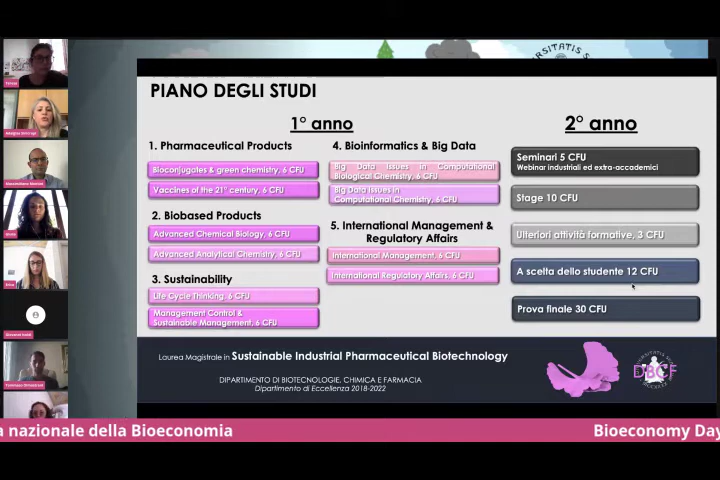 PIANO DEGLI STUDI
1° anno
1. Pharmaceutical Products
Bioconjugates & green chemistry, 6 CFU
Vaccines of the 21st century, 6 CFU
2. Biobased Products
Advanced Chemical Biology, 6 CFU
Advanced Analytical Chemistry, 6 CFU
3. Sustainability
Life Cycle Thinking, 6 CFU
Management Control &
Sustainable Management, 6 CFU
4. Bioinformatics & Big Data
Big Data Issues in Computational
Biological Chemistry, 6 CFU
Big Data Issues in
Computational Chemistry, 6 CFU
5. International Management &
Regulatory Affairs
International Management, 6 CFU
International Regulatory Affairs, 6 CFU
2° anno
Seminari 5 CFU
Webinar industriali ed extra-accademici
Stage 10 CFU
Ulteriori attività formative, 3 CFU
A scelta dello studente 12 CFU
Prova finale 30 CFU
Laurea Magistrale in Sustainable Industrial Pharmaceutical Biotechnology
DIPARTIMENTO DI BIOTECNOLOGIE, CHIMICA E FARMACIA
Dipartimento di Eccellenza 2018-2022
DBCF
a nazionale della Bioeconomia
Bioeconomy Day